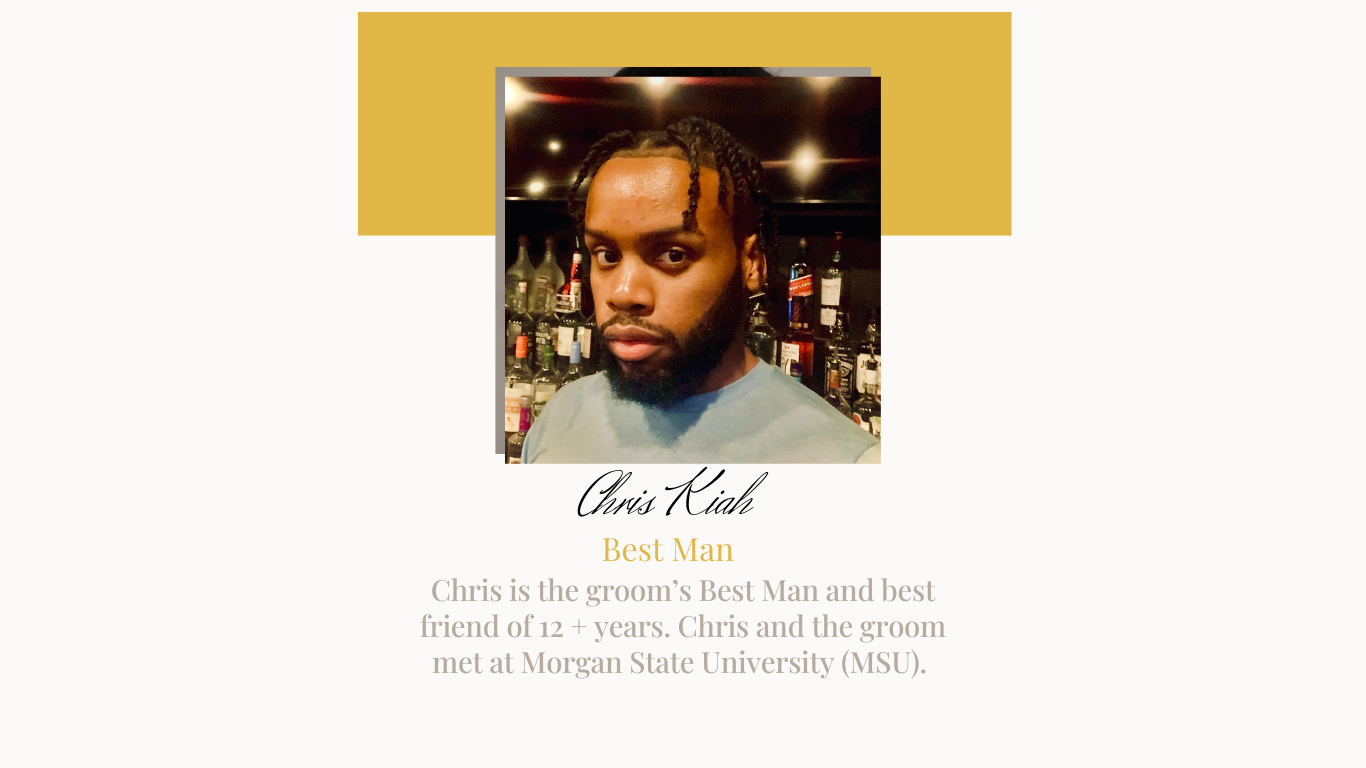 Chris Kiah
Best Man
Chris is the groom’s Best Man and best
friend of 12 + years. Chris and the groom
met at Morgan State University (MSU).